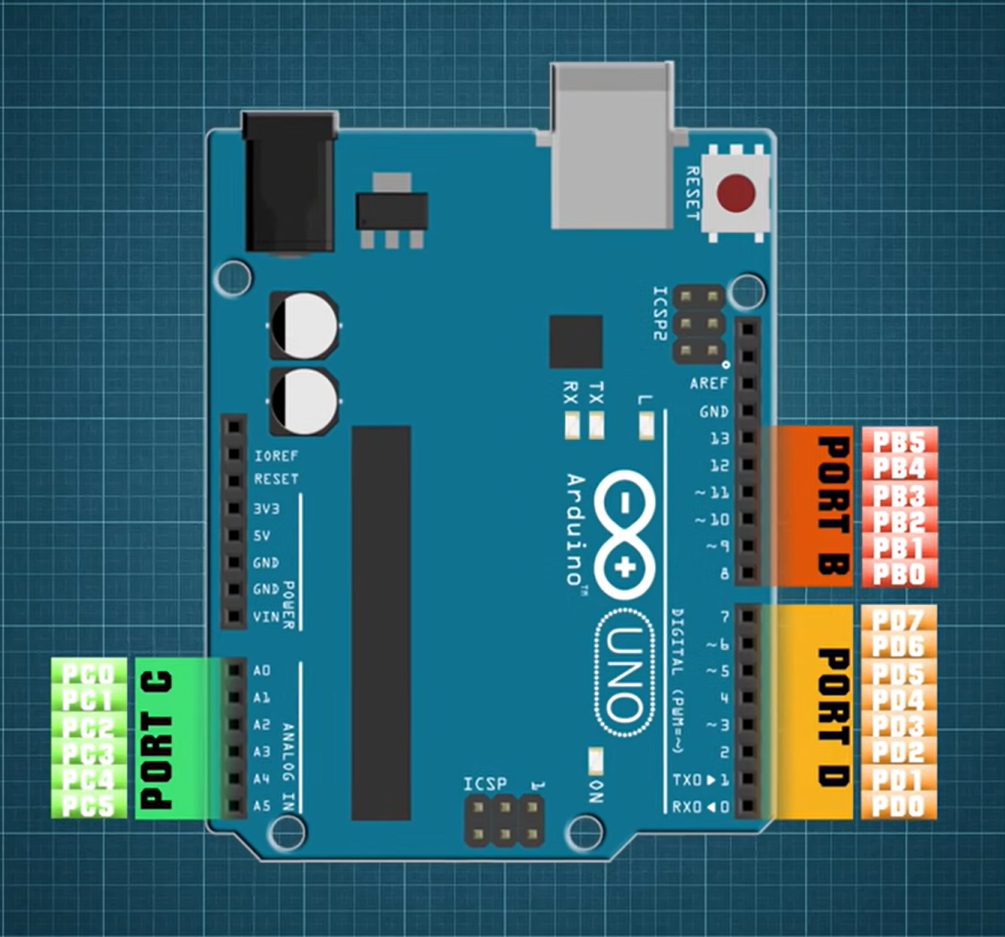 RESET
ICSP2
AREF
GND
RX TX L
13
12
~11
~10
~9
8
IOREF
RESET
3V3
5V
GND
GND
VIN
POWER
Arduino™
UNO
DIGITAL (PWM=~)
7
~6
~5
4
~3
2
TX0▶1
RX0◀0
A0
A1
A2
A3
A4
A5
ANALOG IN
ICSP 1
ON
PORT B
PB5
PB4
PB3
PB2
PB1
PB0
PORT D
PD7
PD6
PD5
PD4
PD3
PD2
PD1
PD0
PORT C
PC0
PC1
PC2
PC3
PC4
PC5